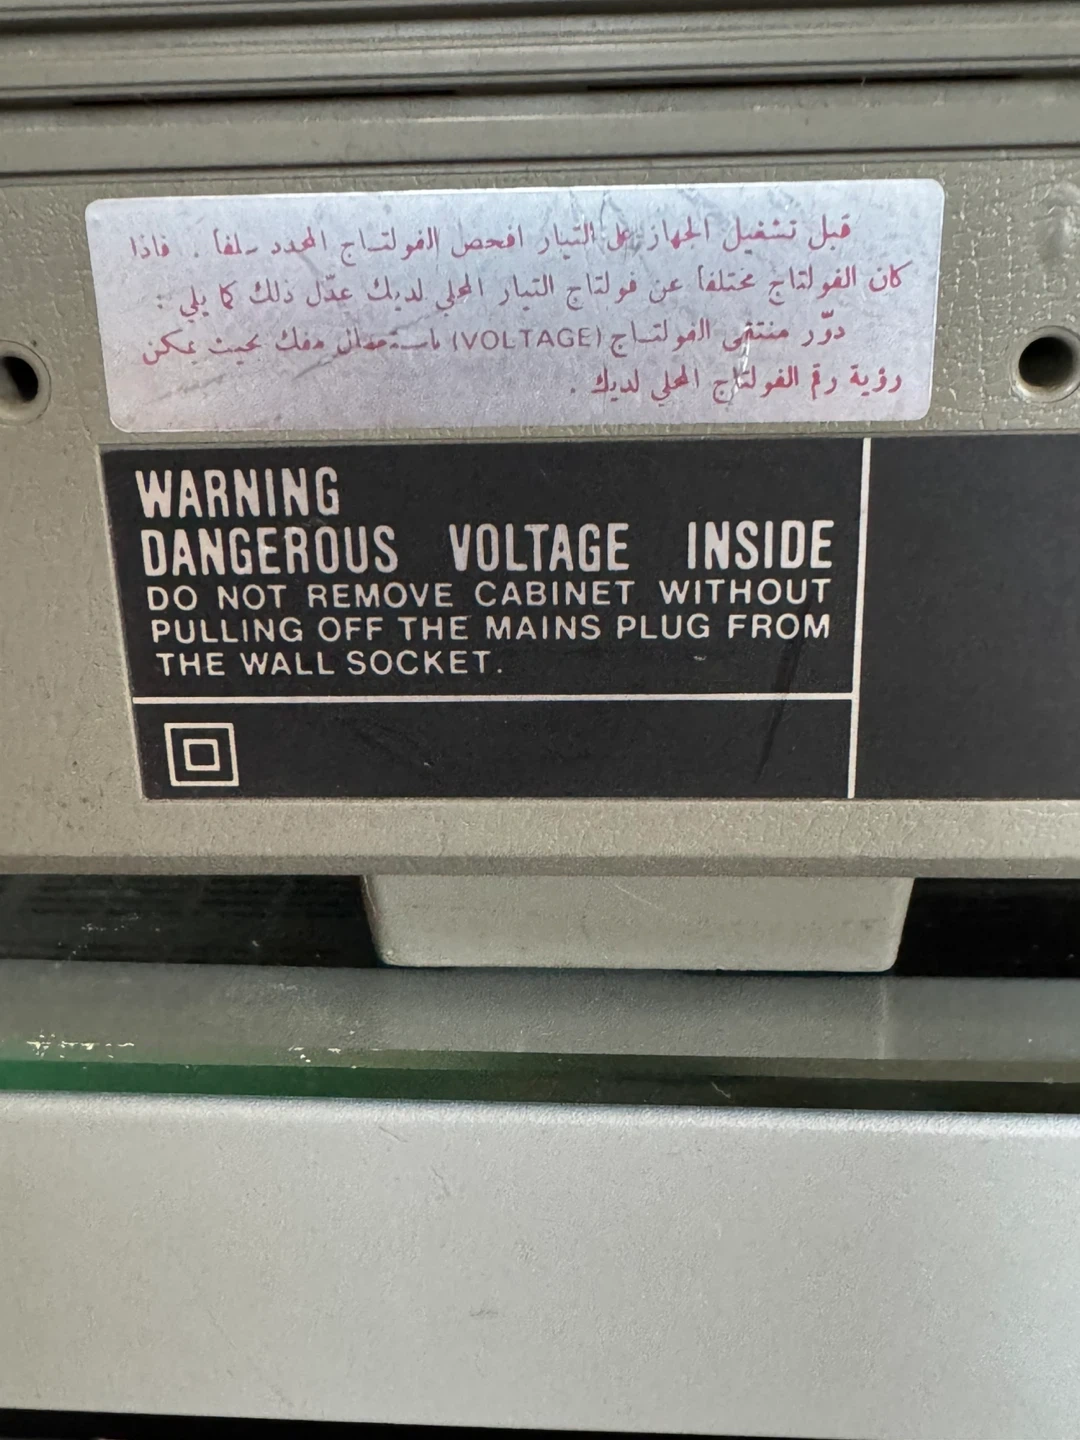 قبل تشغيل الجهاز على التيار افحص الفولتاج المحدد سلفا . فاذا
كان الفولتاج مختلفا عن فولتاج التيار المحلي لديك عدّل ذلك كما يلي :
دوّر منتقى الفولتاج (VOLTAGE) باستعمال مفك بحيث يمكن
رؤية رقم الفولتاج المحلي لديك .
WARNING
DANGEROUS VOLTAGE INSIDE
DO NOT REMOVE CABINET WITHOUT
PULLING OFF THE MAINS PLUG FROM
THE WALL SOCKET.